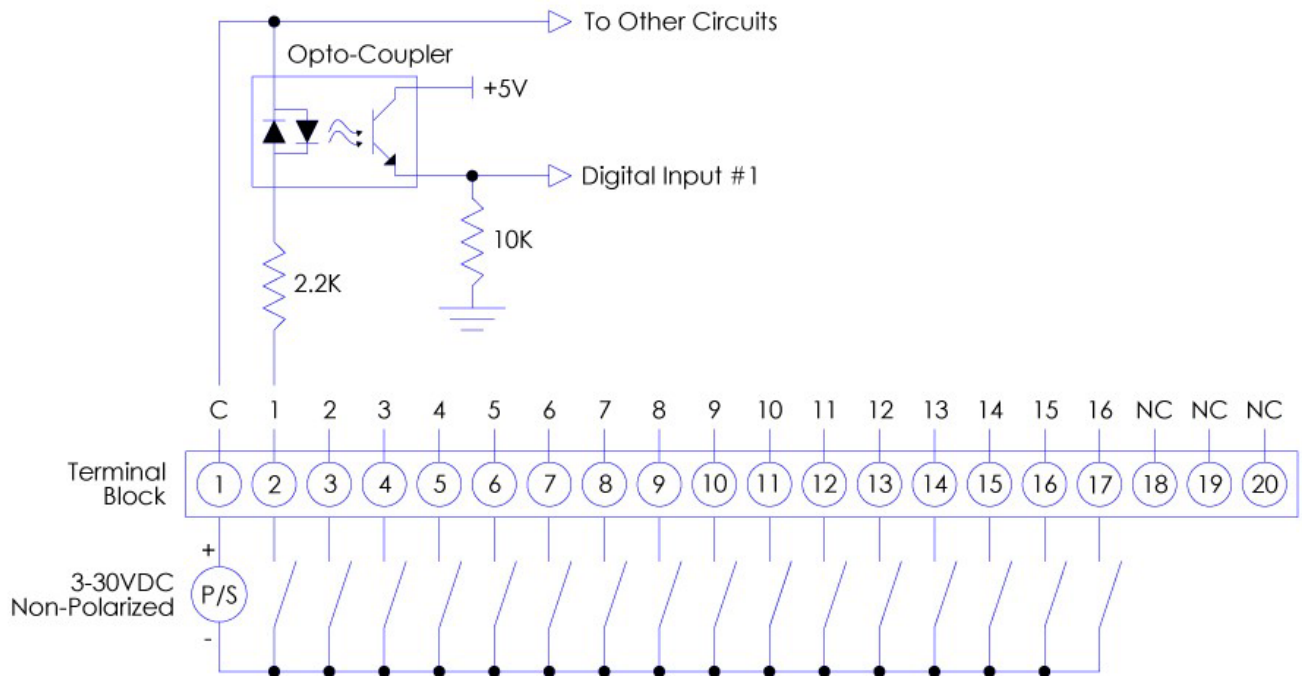 To Other Circuits
Opto-Coupler
+5V
Digital Input #1
10K
2.2K
C 1 2 3 4 5 6 7 8 9 10 11 12 13 14 15 16 NC NC NC
Terminal
Block
1 2 3 4 5 6 7 8 9 10 11 12 13 14 15 16 17 18 19 20
+
3-30VDC
Non-Polarized
P/S
-